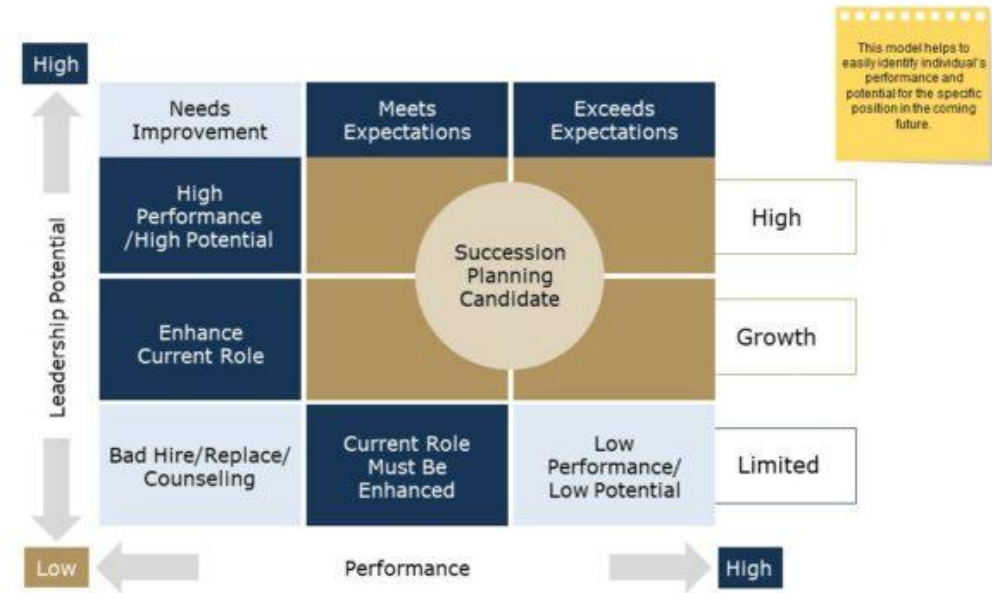 This model helps to
easily identify individual's
performance and
potential for the specific
position in the coming
future.
High
Needs
Improvement
Meets
Expectations
Exceeds
Expectations
High
Performance
/High Potential
High
Succession
Planning
Candidate
Leadership Potential
Enhance
Current Role
Growth
Bad Hire/Replace/
Counseling
Current Role
Must Be
Enhanced
Low
Performance/
Low Potential
Limited
Low
Performance
High